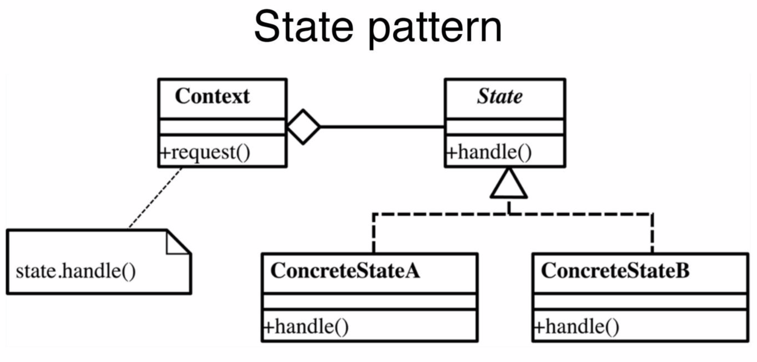 State pattern
Context
State
+request()
+handle()
state.handle()
ConcreteStateA
ConcreteStateB
+handle()
+handle()